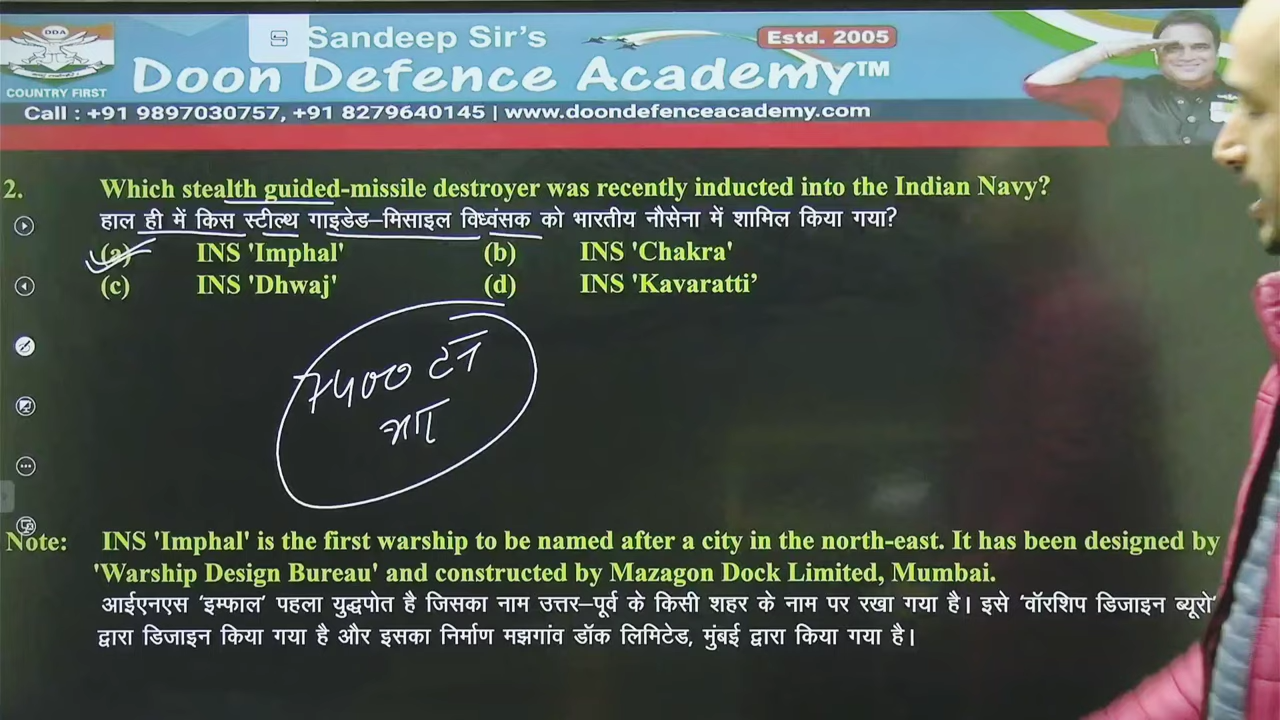 DDA
COUNTRY FIRST
Sandeep Sir's
Estd. 2005
Doon Defence Academy™
Call : +91 9897030757, +91 8279640145 | www.doondefenceacademy.com
2. Which stealth guided-missile destroyer was recently inducted into the Indian Navy?
हाल ही में किस स्टील्थ गाइडेड–मिसाइल विध्वंसक को भारतीय नौसेना में शामिल किया गया?
(a) INS 'Imphal' (b) INS 'Chakra'
(c) INS 'Dhwaj' (d) INS 'Kavaratti’
7400 टन
Note: INS 'Imphal' is the first warship to be named after a city in the north-east. It has been designed by
'Warship Design Bureau' and constructed by Mazagon Dock Limited, Mumbai.
आईएनएस ‘इम्फाल’ पहला युद्धपोत है जिसका नाम उत्तर–पूर्व के किसी शहर के नाम पर रखा गया है। इसे ‘वॉरशिप डिजाइन ब्यूरो’
द्वारा डिजाइन किया गया है और इसका निर्माण मझगांव डॉक लिमिटेड, मुंबई द्वारा किया गया है।